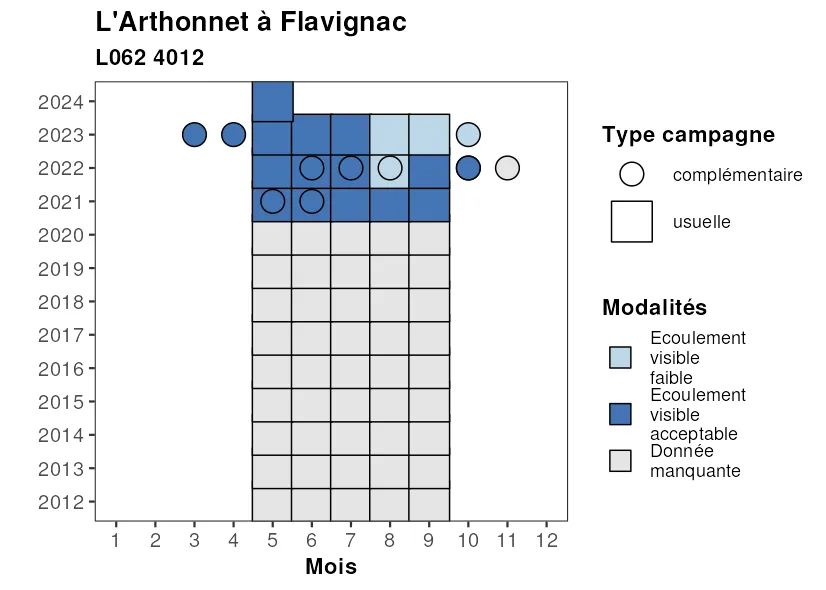 L'Arthonnet à Flavignac
L062 4012
2024
2023
2022
2021
2020
2019
2018
2017
2016
2015
2014
2013
2012
1 2 3 4 5 6 7 8 9 10 11 12
Mois
Type campagne
complémentaire
usuelle
Modalités
Ecoulement
visible
faible
Ecoulement
visible
acceptable
Donnée
manquante